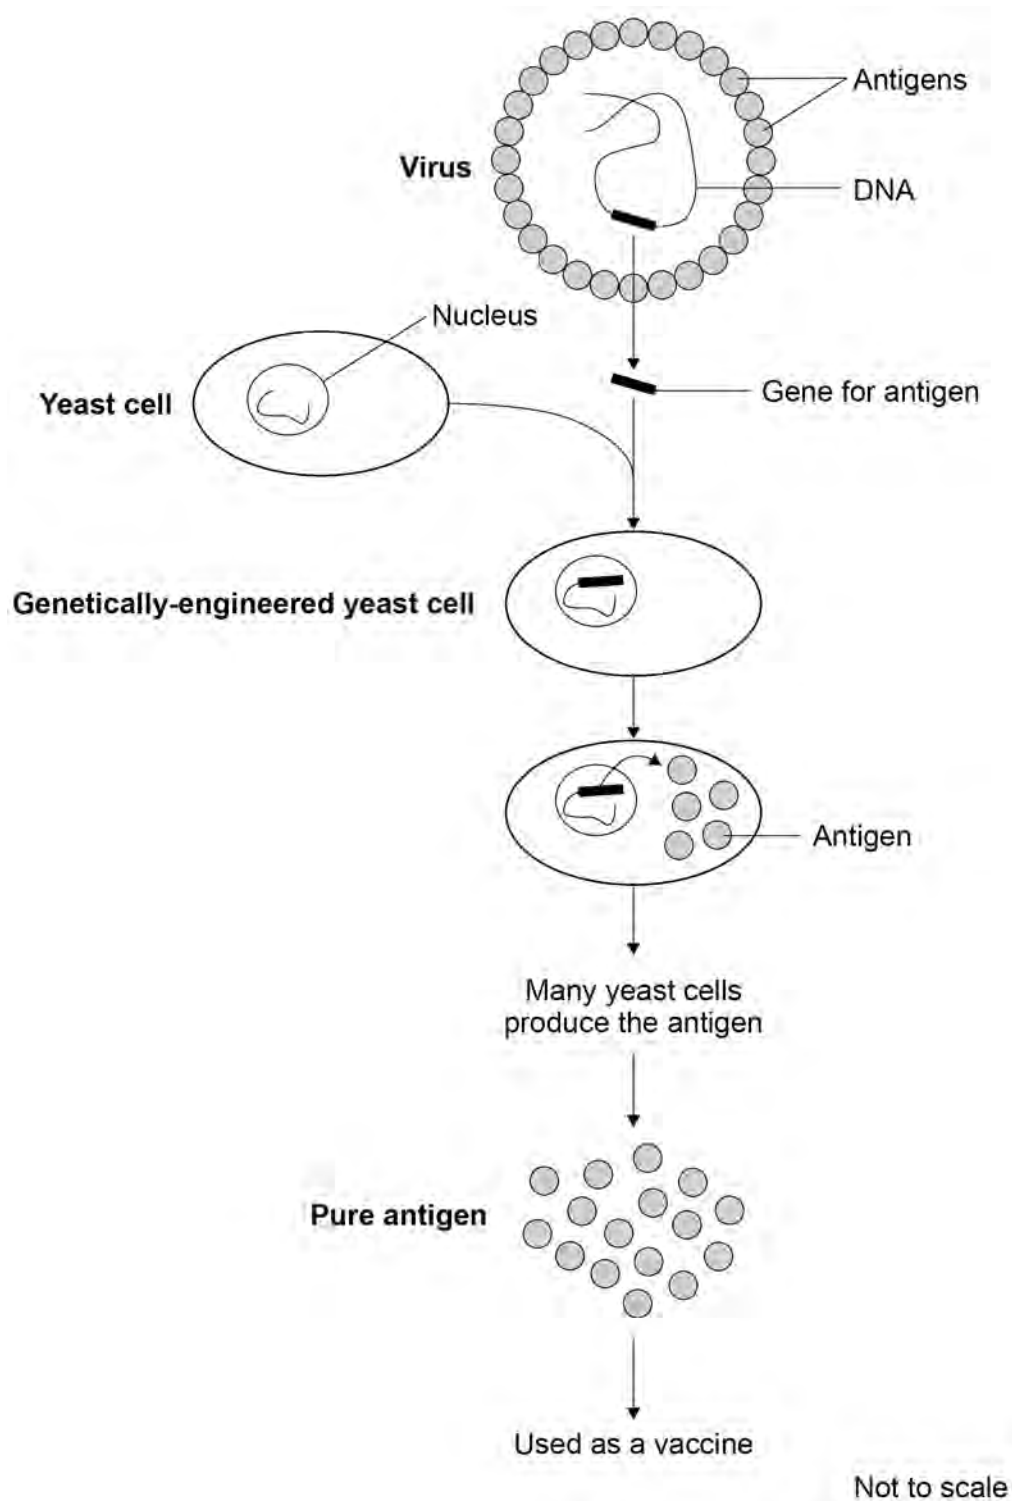 Antigens
Virus
DNA
Nucleus
Yeast cell
Gene for antigen
Genetically-engineered yeast cell
Antigen
Many yeast cells
produce the antigen
Pure antigen
Used as a vaccine
Not to scale